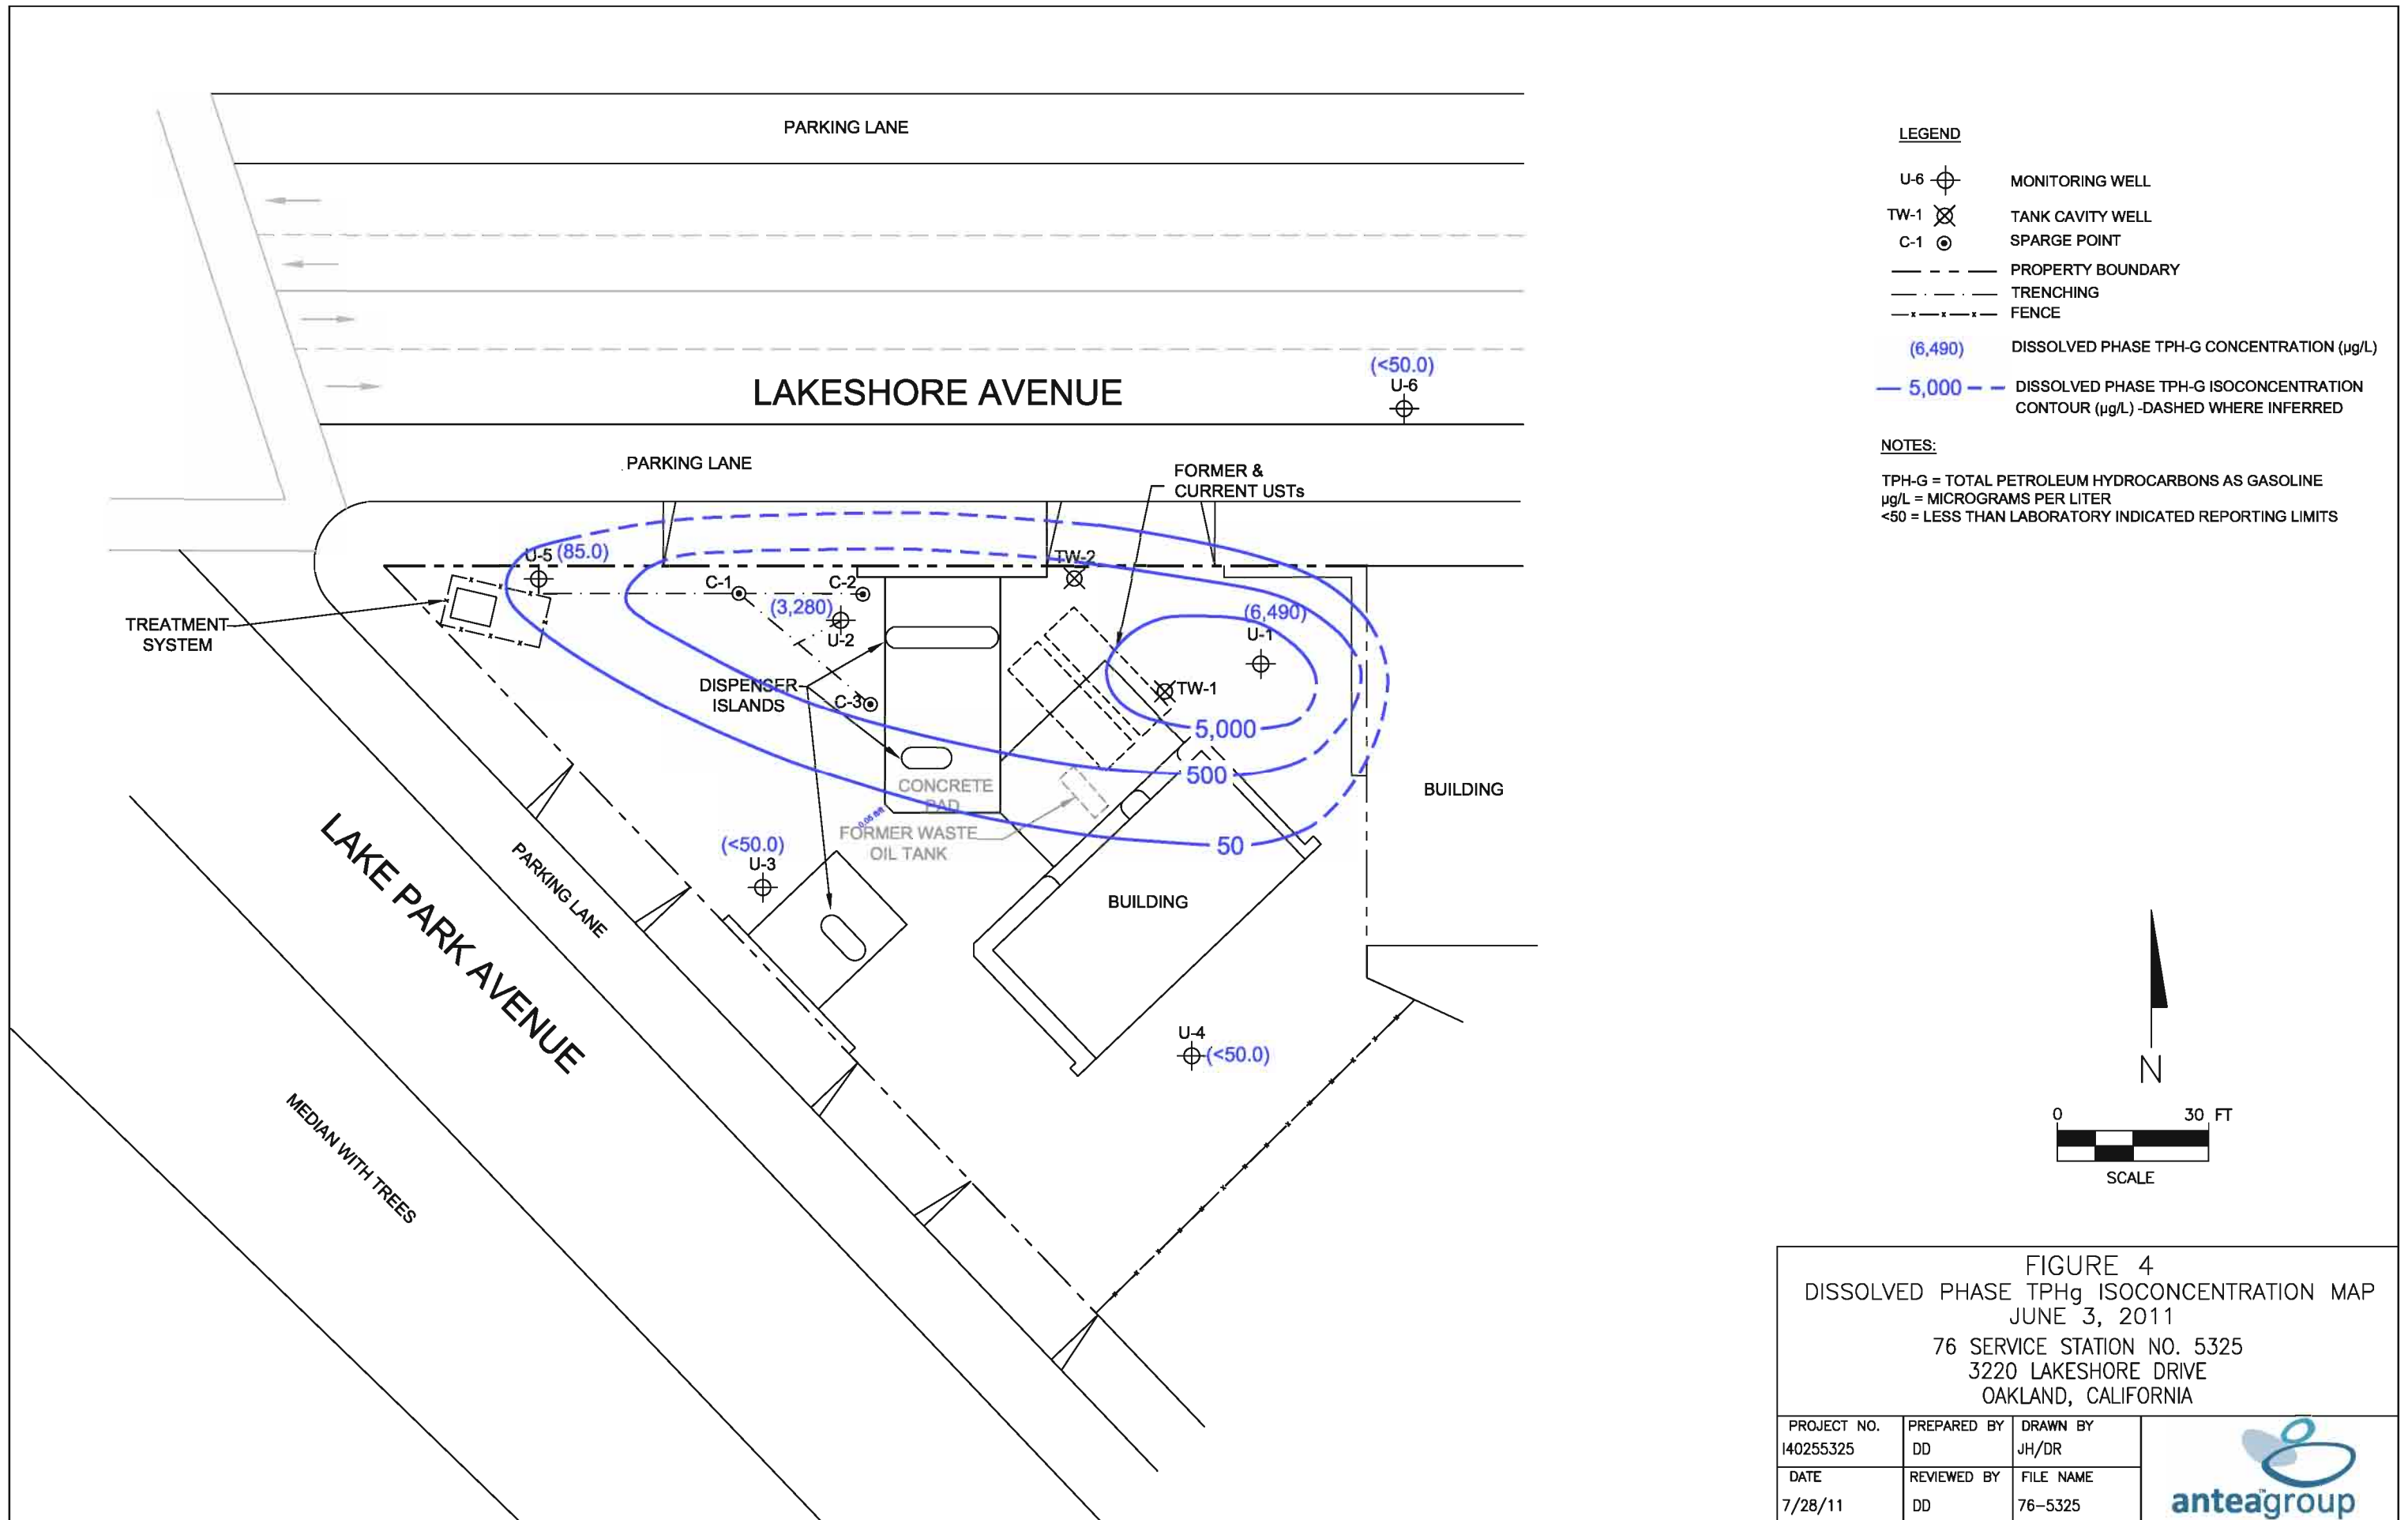 PARKING LANE
LAKESHORE AVENUE
(<50.0)
U-6
PARKING LANE
FORMER &
CURRENT USTs
U-5 (85.0)
TW-2
C-1
C-2
(3,280)
U-2
(6,490)
U-1
TREATMENT
SYSTEM
DISPENSER
ISLANDS
C-3
TW-1
5,000
500
50
CONCRETE
PAD
FORMER WASTE
OIL TANK
(<50.0)
U-3
BUILDING
BUILDING
LAKE PARK AVENUE
PARKING LANE
U-4
(<50.0)
MEDIAN WITH TREES
LEGEND
U-6 MONITORING WELL
TW-1 TANK CAVITY WELL
C-1 SPARGE POINT
PROPERTY BOUNDARY
TRENCHING
FENCE
(6,490) DISSOLVED PHASE TPH-G CONCENTRATION (µg/L)
5,000 DISSOLVED PHASE TPH-G ISOCONCENTRATION
CONTOUR (µg/L) -DASHED WHERE INFERRED
NOTES:
TPH-G = TOTAL PETROLEUM HYDROCARBONS AS GASOLINE
µg/L = MICROGRAMS PER LITER
<50 = LESS THAN LABORATORY INDICATED REPORTING LIMITS
N
0 30 FT
SCALE
FIGURE 4
DISSOLVED PHASE TPHg ISOCONCENTRATION MAP
JUNE 3, 2011
76 SERVICE STATION NO. 5325
3220 LAKESHORE DRIVE
OAKLAND, CALIFORNIA
PROJECT NO. PREPARED BY DRAWN BY
I40255325 DD JH/DR
DATE REVIEWED BY FILE NAME
7/28/11 DD 76-5325
anteagroup